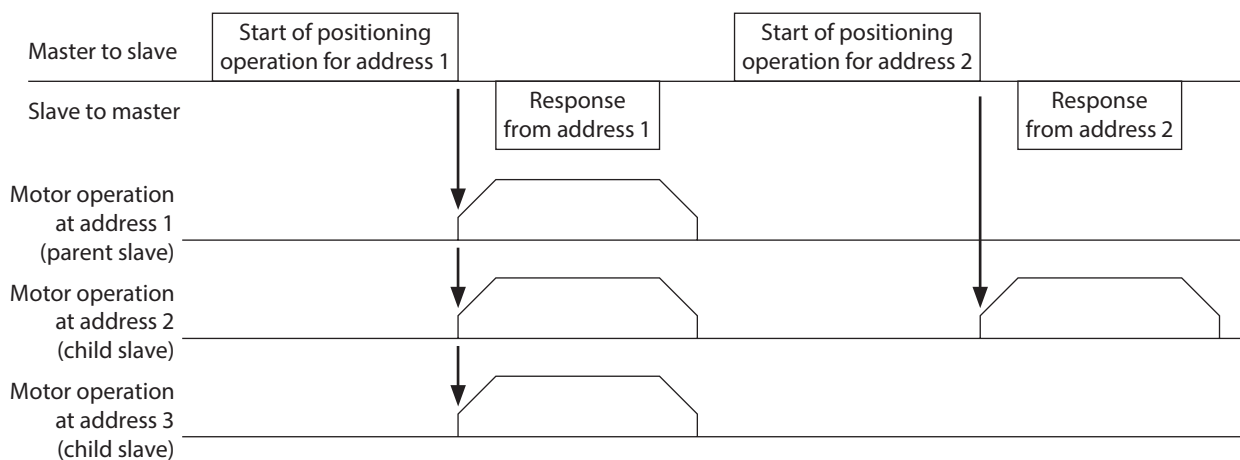 Master to slave
Start of positioning
operation for address 1
Start of positioning
operation for address 2
Slave to master
Response
from address 1
Response
from address 2
Motor operation
at address 1
(parent slave)
Motor operation
at address 2
(child slave)
Motor operation
at address 3
(child slave)